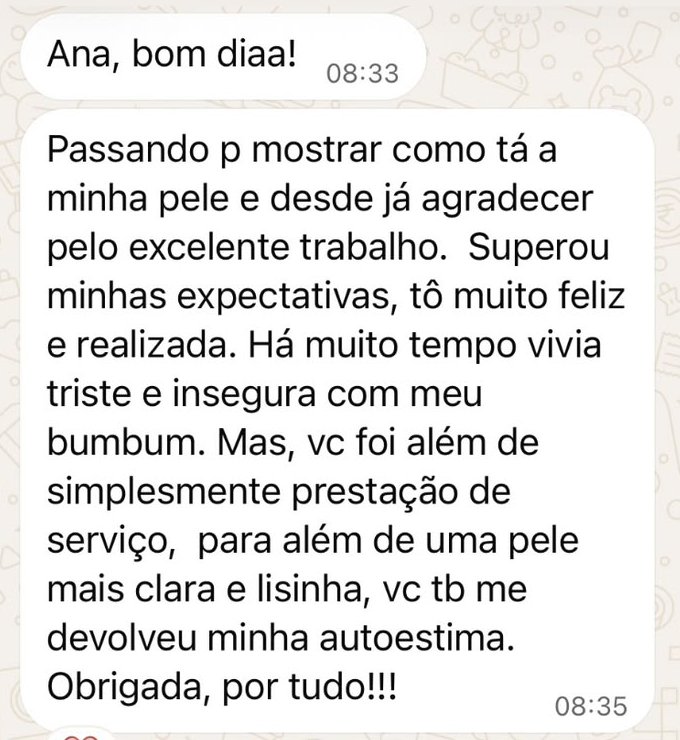 Ana, bom diaa!
08:33
Passando p mostrar como tá a
minha pele e desde já agradecer
pelo excelente trabalho.  Superou
minhas expectativas, tô muito feliz
e realizada. Há muito tempo vivia
triste e insegura com meu
bumbum. Mas, vc foi além de
simplesmente prestação de
serviço,  para além de uma pele
mais clara e lisinha, vc tb me
devolveu minha autoestima.
Obrigada, por tudo!!!
08:35